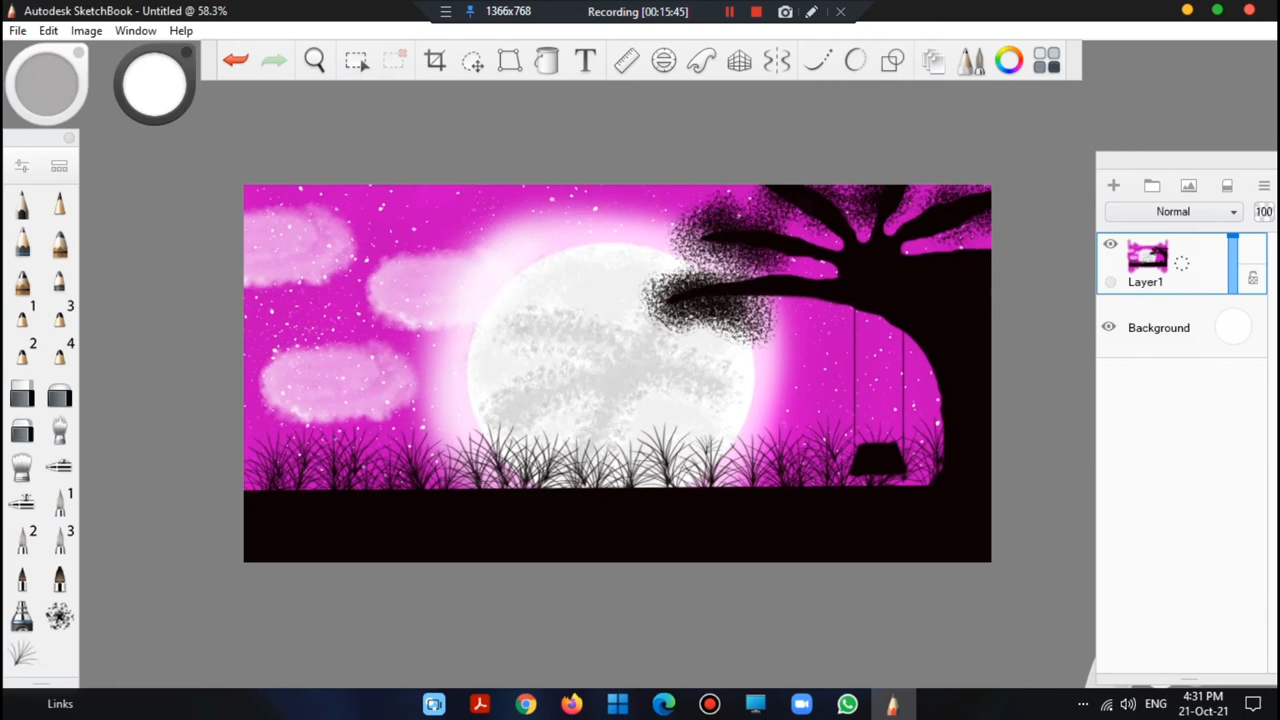 Autodesk SketchBook - Untitled @ 58.3%
1366x768
Recording [00:15:45]
File Edit Image Window Help
T
100
Normal
Layer1
1 3
Background
2 4
1
2 3
Links
ENG
4:31 PM
21-Oct-21